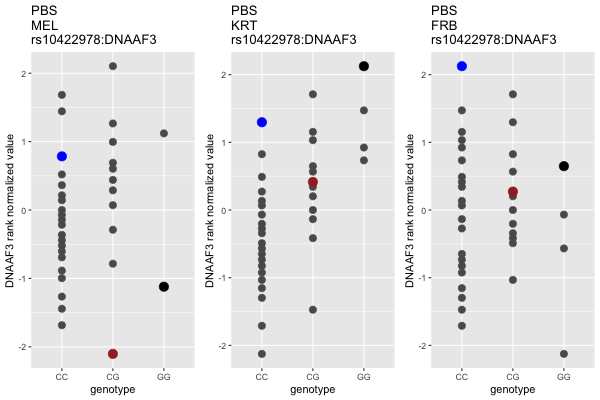 PBS
MEL
rs10422978:DNAAF3
DNAAF3 rank normalized value
2
1
0
-1
-2
CC
CG
GG
genotype
PBS
KRT
rs10422978:DNAAF3
DNAAF3 rank normalized value
2
1
0
-1
-2
CC
CG
GG
genotype
PBS
FRB
rs10422978:DNAAF3
DNAAF3 rank normalized value
2
1
0
-1
-2
CC
CG
GG
genotype